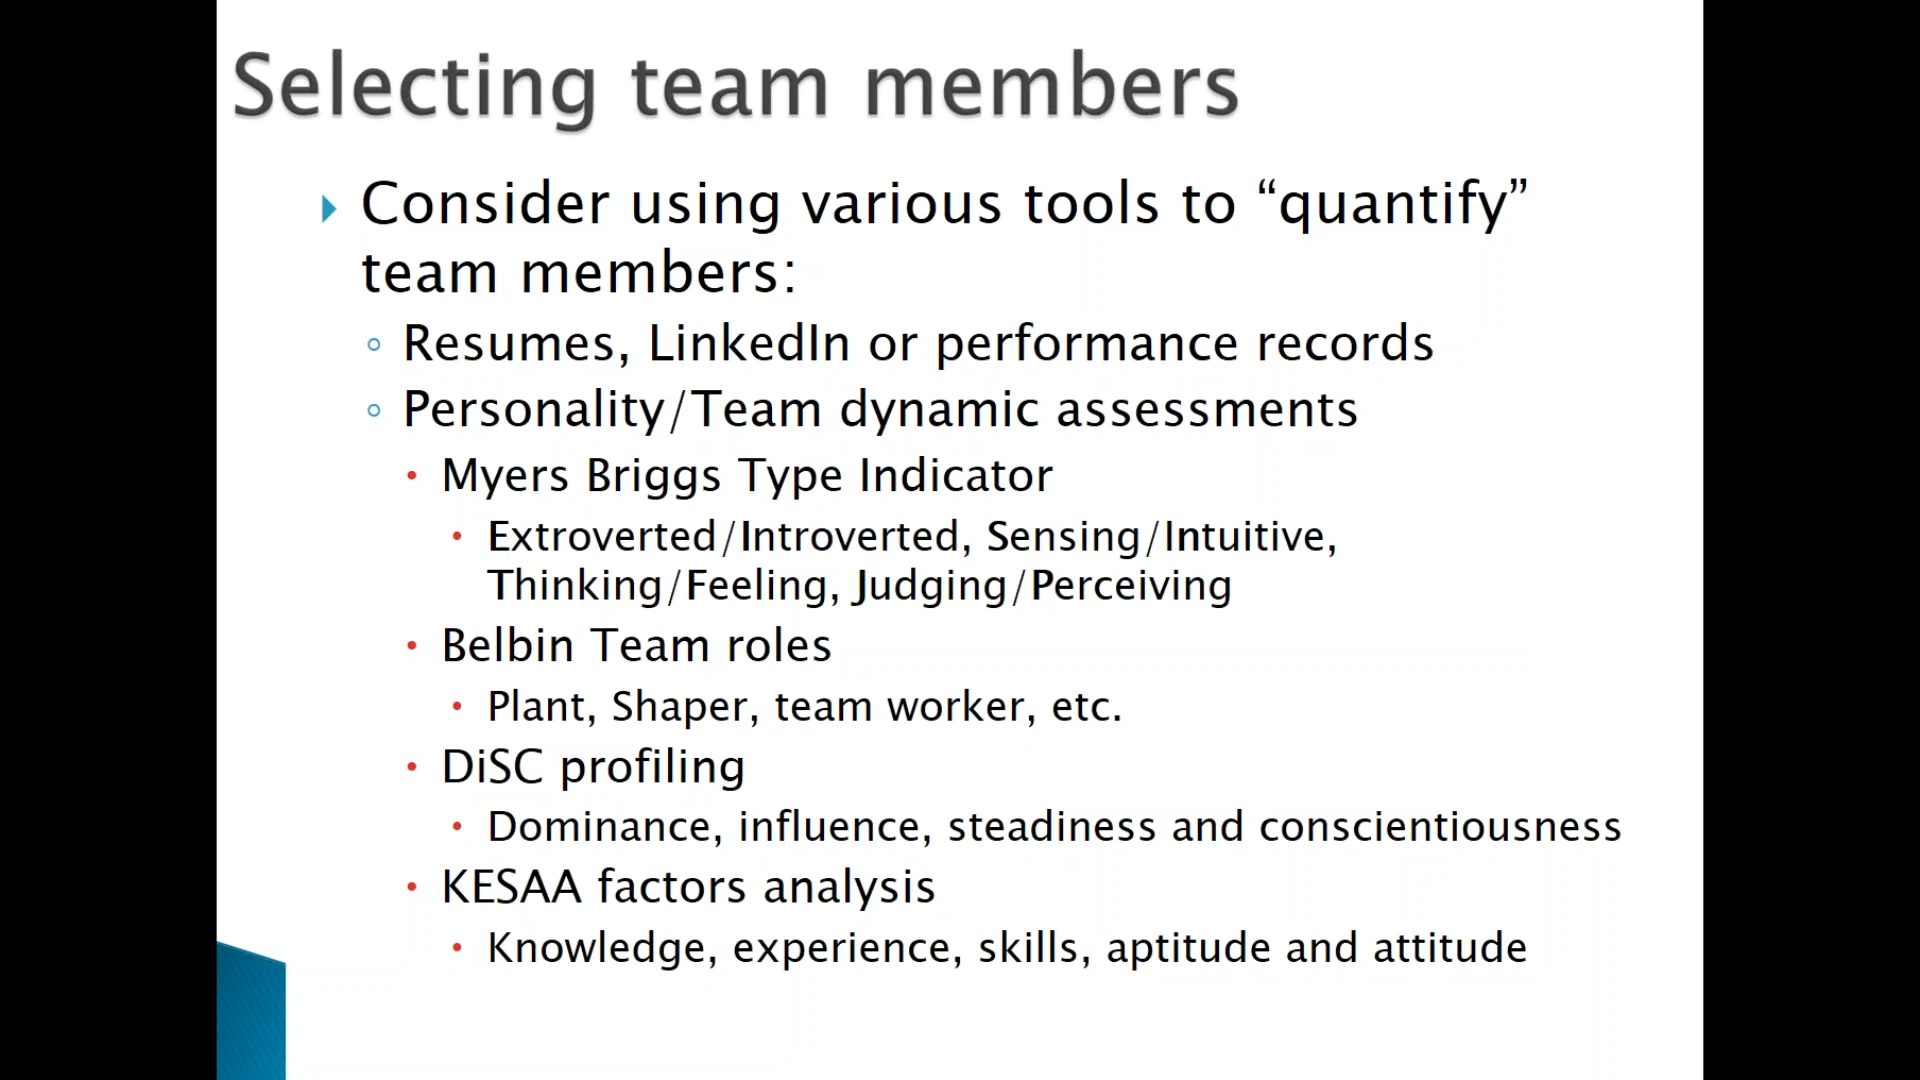 Selecting team members
Consider using various tools to “quantify”
team members:
Resumes, LinkedIn or performance records
Personality/Team dynamic assessments
Myers Briggs Type Indicator
Extroverted/Introverted, Sensing/Intuitive,
Thinking/Feeling, Judging/Perceiving
Belbin Team roles
Plant, Shaper, team worker, etc.
DiSC profiling
Dominance, influence, steadiness and conscientiousness
KESAA factors analysis
Knowledge, experience, skills, aptitude and attitude